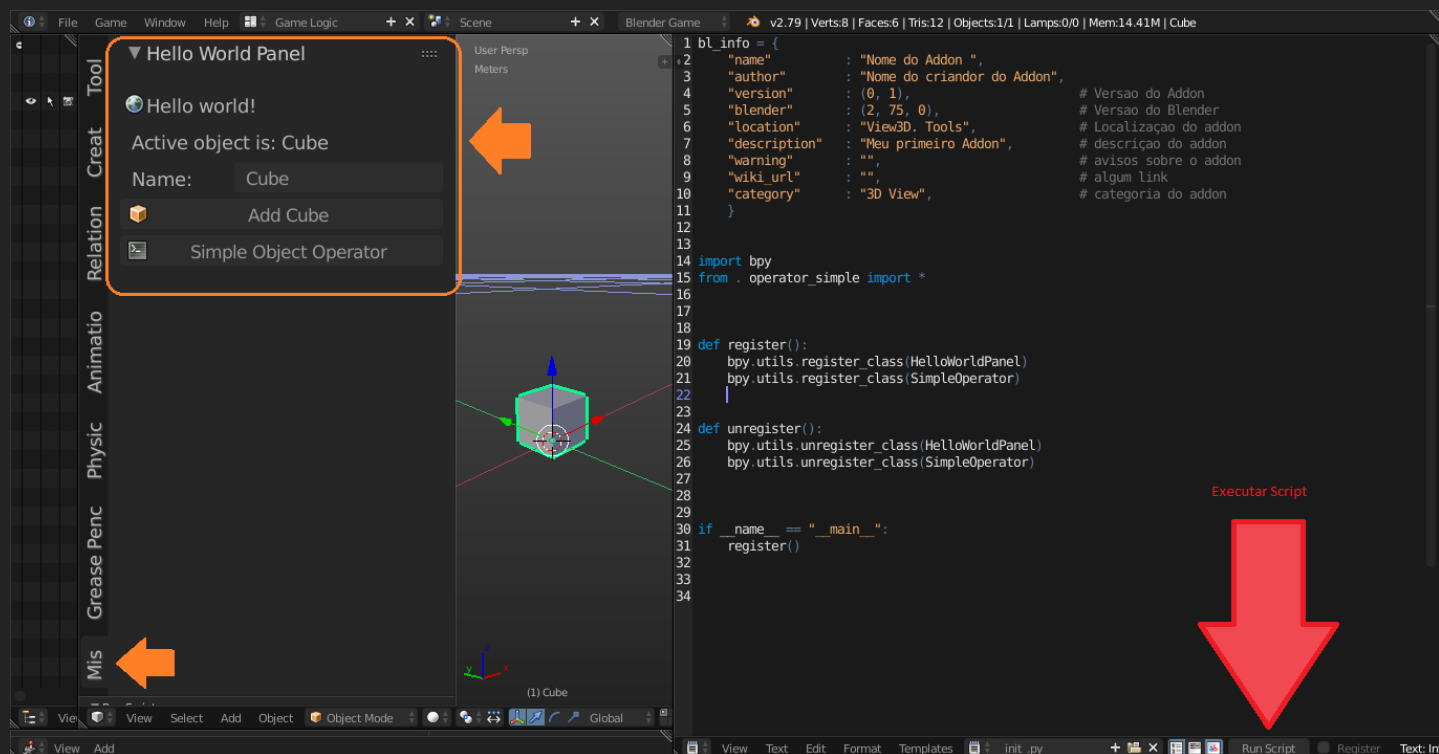 File Game Window Help Game Logic Scene Blender Game v2.79 | Verts:8 | Faces:6 | Tris:12 | Objects:1/1 | Lamps:0/0 | Mem:14.41M | Cube
Hello World Panel
Hello world!
Active object is: Cube
Name: Cube
Add Cube
Simple Object Operator
Tool
Creat
Relation
Animatio
Physic
Grease Penc
Mis
User Persp
Meters
(1) Cube
1 bl_info = {
2 "name" : "Nome do Addon ",
3 "author" : "Nome do criandor do Addon",
4 "version" : (0, 1), # Versao do Addon
5 "blender" : (2, 75, 0), # Versao do Blender
6 "location" : "View3D. Tools", # Localizaçao do addon
7 "description" : "Meu primeiro Addon", # descriçao do addon
8 "warning" : "", # avisos sobre o addon
9 "wiki_url" : "", # algum link
10 "category" : "3D View", # categoria do addon
11 }
12
13
14 import bpy
15 from . operator_simple import *
16
17
18
19 def register():
20 bpy.utils.register_class(HelloWorldPanel)
21 bpy.utils.register_class(SimpleOperator)
22
23
24 def unregister():
25 bpy.utils.unregister_class(HelloWorldPanel)
26 bpy.utils.unregister_class(SimpleOperator)
27
28
29
30 if __name__ == "__main__":
31 register()
32
33
34
Executar Script
z
y
x
Vie View Select Add Object Object Mode Global
View Add
View Text Edit Format Templates init .py Run Script Register Text: In